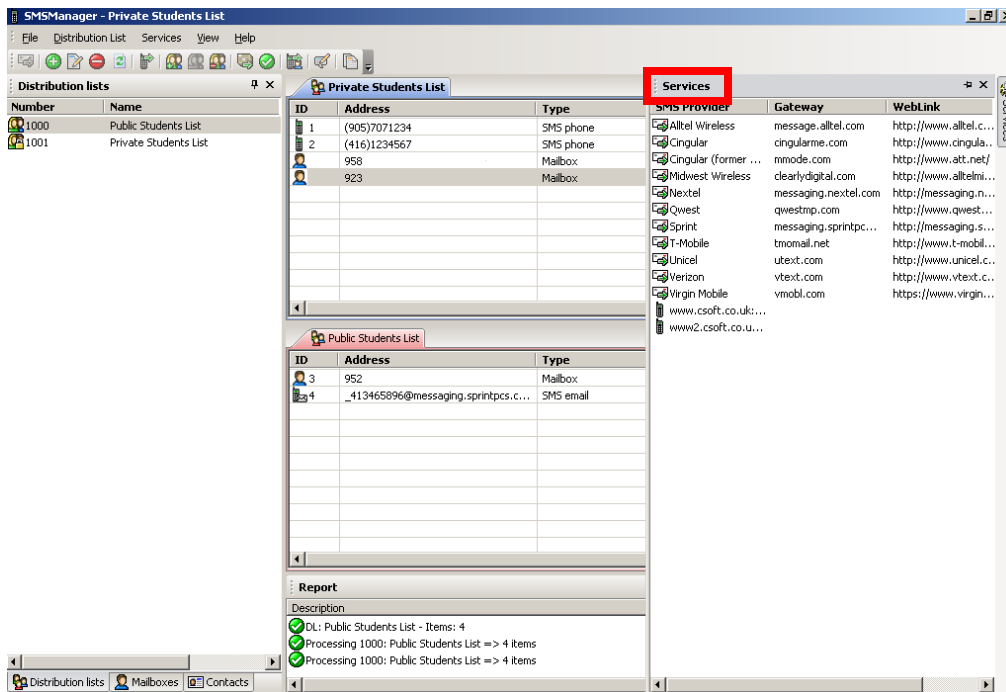 SMSManager - Private Students List
File Distribution List Services View Help
Distribution lists
Number Name
1000 Public Students List
1001 Private Students List
Distribution lists Mailboxes Contacts
Private Students List
ID Address Type
1 (905)7071234 SMS phone
2 (416)1234567 SMS phone
958 Mailbox
923 Mailbox
Public Students List
ID Address Type
3 952 Mailbox
4 _413465896@messaging.sprintpcs.c... SMS email
Report
Description
DL: Public Students List - Items: 4
Processing 1000: Public Students List => 4 items
Processing 1000: Public Students List => 4 items
Services
SMS Provider Gateway WebLink
Alltel Wireless message.alltel.com http://www.alltel.c...
Cingular cingularme.com http://www.cingula..
Cingular (former ... mmode.com http://www.att.net/
Midwest Wireless clearlydigital.com http://www.alltelmi...
Nextel messaging.nextel.com http://messaging.n...
Qwest qwestmp.com http://www.qwest...
Sprint messaging.sprintpc... http://messaging.s...
T-Mobile tmomail.net http://www.t-mobil...
Unicel utext.com http://www.unicel.c..
Verizon vtext.com http://www.vtext.c...
Virgin Mobile vmobl.com https://www.virgin...
www.csoft.co.uk:...
www2.csoft.co.u...